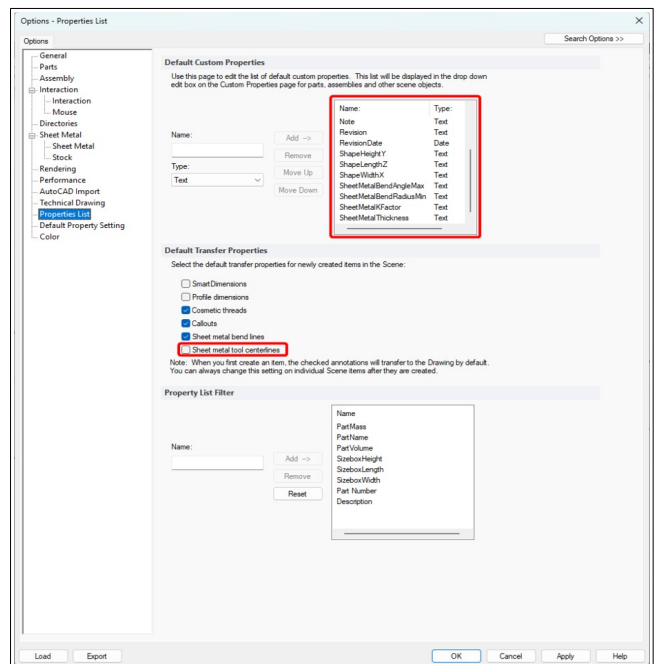 Options - Properties List
Options
Search Options >>
General
Parts
Assembly
Interaction
Interaction
Mouse
Directories
Sheet Metal
Sheet Metal
Stock
Rendering
Performance
AutoCAD Import
Technical Drawing
Properties List
Default Property Setting
Color
Default Custom Properties
Use this page to edit the list of default custom properties. This list will be displayed in the drop down
edit box on the Custom Properties page for parts, assemblies and other scene objects.
Name:
Type:
Text
Add ->
Remove
Move Up
Move Down
Name: Type:
Note Text
Revision Text
RevisionDate Date
ShapeHeightY Text
ShapeLengthZ Text
ShapeWidthX Text
SheetMetalBendAngleMax Text
SheetMetalBendRadiusMin Text
SheetMetalKFactor Text
SheetMetalThickness Text
Default Transfer Properties
Select the default transfer properties for newly created items in the Scene:
SmartDimensions
Profile dimensions
Cosmetic threads
Callouts
Sheet metal bend lines
Sheet metal tool centerlines
Note: When you first create an item, the checked annotations will transfer to the Drawing by default.
You can always change this setting on individual Scene items after they are created.
Property List Filter
Name:
Add ->
Remove
Reset
Name
PartMass
PartName
PartVolume
SizeboxHeight
SizeboxLength
SizeboxWidth
Part Number
Description
Load
Export
OK
Cancel
Apply
Help